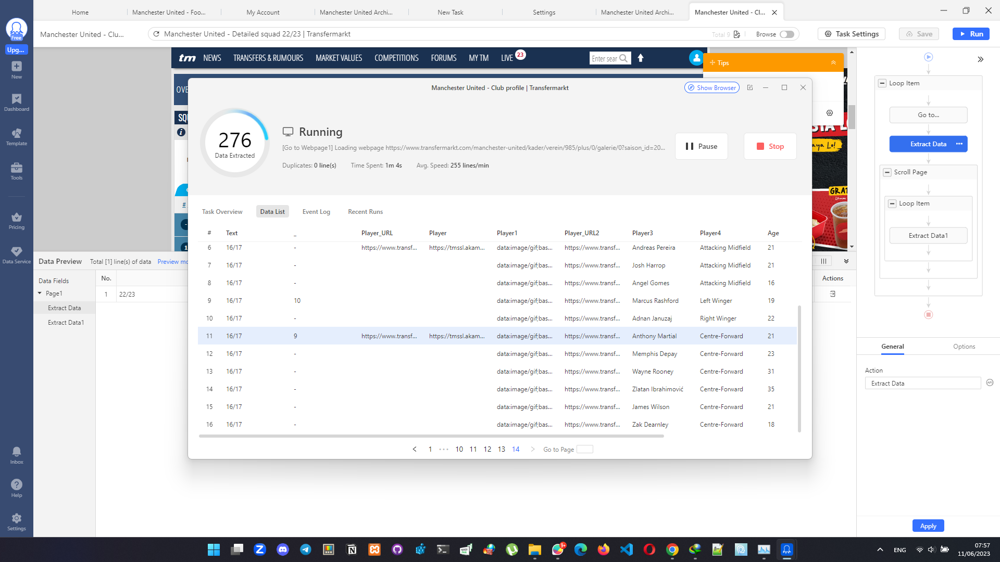 Home
Manchester United - Foo...
My Account
Manchester United Archi...
New Task
Settings
Manchester United Archi...
Manchester United - Cl...
Free
Upg...
New
Dashboard
Template
Tools
Pricing
Data Service
Inbox
Help
Settings
Manchester United - Clu...
Manchester United - Detailed squad 22/23 | Transfermarkt
Total 9
Browse
Task Settings
Save
Run
tm NEWS TRANSFERS & RUMOURS MARKET VALUES COMPETITIONS FORUMS MY TM LIVE 23
Enter sear
Tips
OVE
SQU
#
Manchester United - Club profile | Transfermarkt
Show Browser
276
Data Extracted
Running
[Go to Webpage1] Loading webpage https://www.transfermarkt.com/manchester-united/kader/verein/985/plus/0/galerie/0?saison_id=20...
Duplicates: 0 line(s) Time Spent: 1m 4s Avg. Speed: 255 lines/min
Pause
Stop
Task Overview Data List Event Log Recent Runs
# Text _ Player_URL Player Player1 Player_URL2 Player3 Player4 Age
6 16/17 - https://www.transf... https://tmssl.akam... data:image/gif;bas... https://www.transf... Andreas Pereira Attacking Midfield 21
7 16/17 - data:image/gif;bas... https://www.transf... Josh Harrop Attacking Midfield 21
8 16/17 - data:image/gif;bas... https://www.transf... Angel Gomes Attacking Midfield 16
9 16/17 10 data:image/gif;bas... https://www.transf... Marcus Rashford Left Winger 19
10 16/17 - data:image/gif;bas... https://www.transf... Adnan Januzaj Right Winger 22
11 16/17 9 https://www.transf... https://tmssl.akam... data:image/gif;bas... https://www.transf... Anthony Martial Centre-Forward 21
12 16/17 - data:image/gif;bas... https://www.transf... Memphis Depay Centre-Forward 23
13 16/17 - data:image/gif;bas... https://www.transf... Wayne Rooney Centre-Forward 31
14 16/17 - data:image/gif;bas... https://www.transf... Zlatan Ibrahimović Centre-Forward 35
15 16/17 - data:image/gif;bas... https://www.transf... James Wilson Centre-Forward 21
16 16/17 - data:image/gif;bas... https://www.transf... Zak Dearnley Centre-Forward 18
< 1 ••• 10 11 12 13 14 > Go to Page
Data Preview Total [1] line(s) of data Preview mo
Data Fields
Page1
Extract Data
Extract Data1
No.
1 22/23
Actions
aya Lo!
GRAT
Loop Item
Go to...
Extract Data
Scroll Page
Loop Item
Extract Data1
General
Options
Action
Extract Data
API
Apply
9+
ENG
07:57
11/06/2023